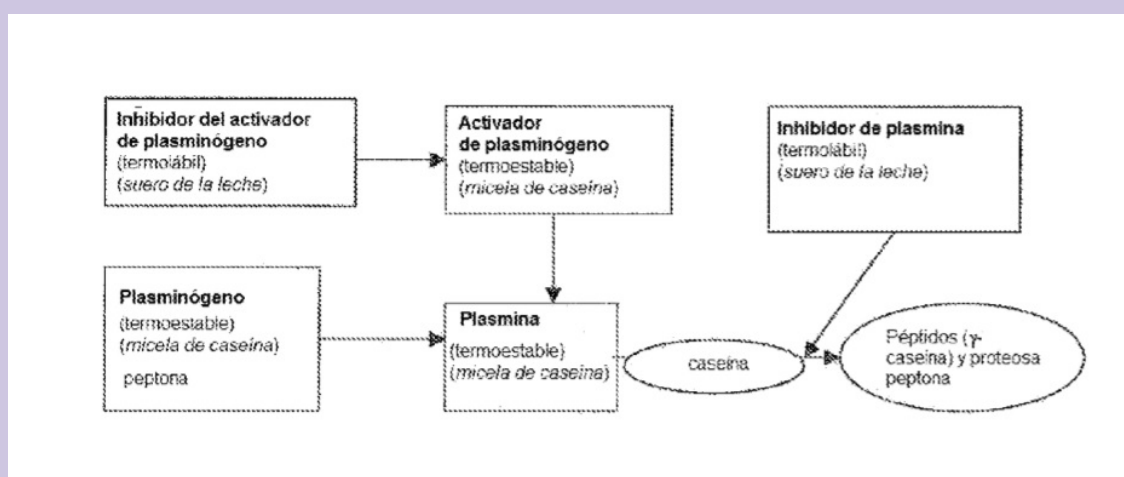 Inhibidor del activador
de plasminógeno
(termolábil)
(suero de la leche)
Activador
de plasminógeno
(termoestable)
(micela de caseína)
Inhibidor de plasmina
(termolábil)
(suero de la leche)
Plasminógeno
(termoestable)
(micela de caseína)
peptona
Plasmina
(termoestable)
(micela de caseína)
caseína
Péptidos (γ-
caseína) y proteosa
peptona